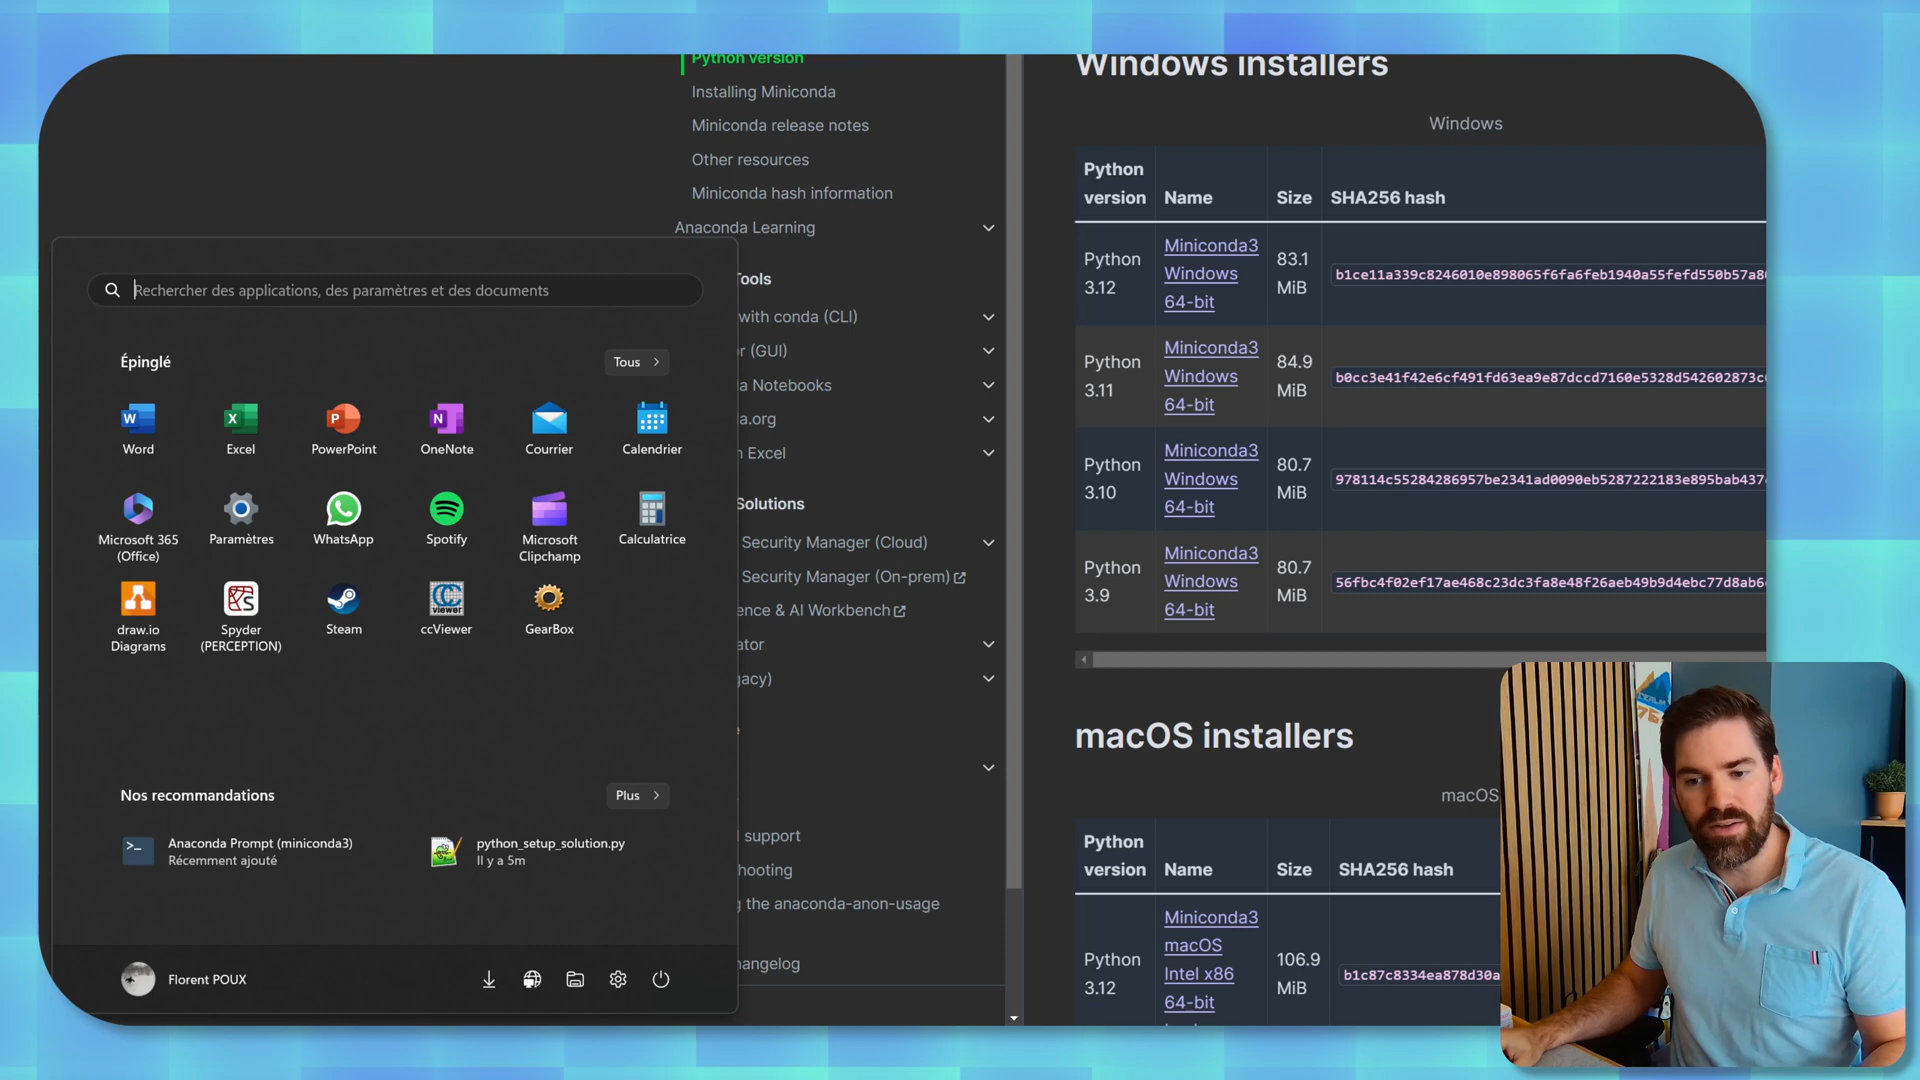 Python version
Installing Miniconda
Miniconda release notes
Other resources
Miniconda hash information
Anaconda Learning
Tools
with conda (CLI)
r (GUI)
a Notebooks
a.org
n Excel
Solutions
Security Manager (Cloud)
Security Manager (On-prem)
ence & AI Workbench
ator
gacy)
e
d support
hooting
g the anaconda-anon-usage
hangelog
Rechercher des applications, des paramètres et des documents
Épinglé
Tous
Word
Excel
PowerPoint
OneNote
Courrier
Calendrier
Microsoft 365
(Office)
Paramètres
WhatsApp
Spotify
Microsoft
Clipchamp
Calculatrice
draw.io
Diagrams
Spyder
(PERCEPTION)
Steam
ccViewer
GearBox
Nos recommandations
Plus
Anaconda Prompt (miniconda3)
Récemment ajouté
python_setup_solution.py
Il y a 5m
Florent POUX
Windows installers
Windows
Python
version
Name
Size
SHA256 hash
Python
3.12
Miniconda3
Windows
64-bit
83.1
MiB
b1ce11a339c8246010e898065f6fa6feb1940a55fefd550b57a80
Python
3.11
Miniconda3
Windows
64-bit
84.9
MiB
b0cc3e41f42e6cf491fd63ea9e87dccd7160e5328d542602873c
Python
3.10
Miniconda3
Windows
64-bit
80.7
MiB
978114c55284286957be2341ad0090eb5287222183e895bab437
Python
3.9
Miniconda3
Windows
64-bit
80.7
MiB
56fbc4f02ef17ae468c23dc3fa8e48f26aeb49b9d4ebc77d8ab6
macOS installers
macOS
Python
version
Name
Size
SHA256 hash
Python
3.12
Miniconda3
macOS
Intel x86
64-bit
106.9
MiB
b1c87c8334ea878d30a